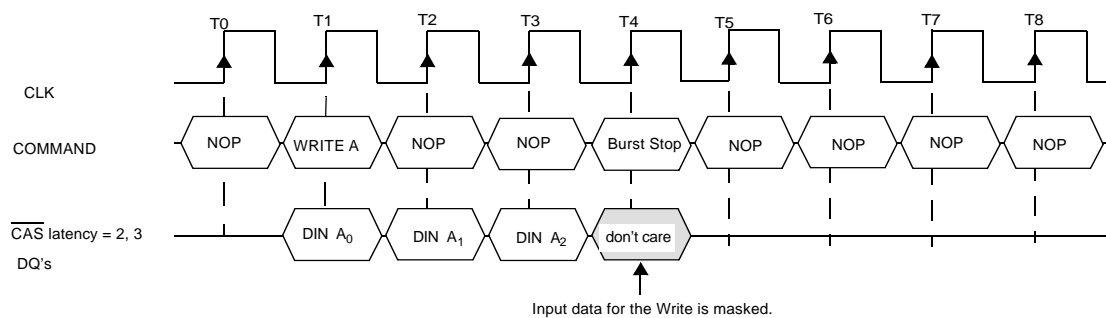 T0 T1 T2 T3 T4 T5 T6 T7 T8
CLK
COMMAND NOP WRITE A NOP NOP Burst Stop NOP NOP NOP NOP
CAS latency = 2, 3 DIN A0 DIN A1 DIN A2 don't care
DQ's
Input data for the Write is masked.